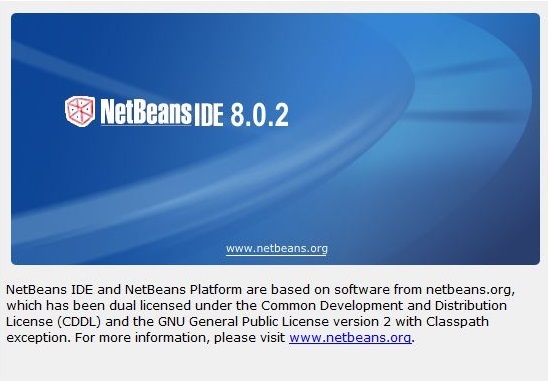 NetBeans IDE 8.0.2
www.netbeans.org
NetBeans IDE and NetBeans Platform are based on software from netbeans.org,
which has been dual licensed under the Common Development and Distribution
License (CDDL) and the GNU General Public License version 2 with Classpath
exception. For more information, please visit www.netbeans.org.